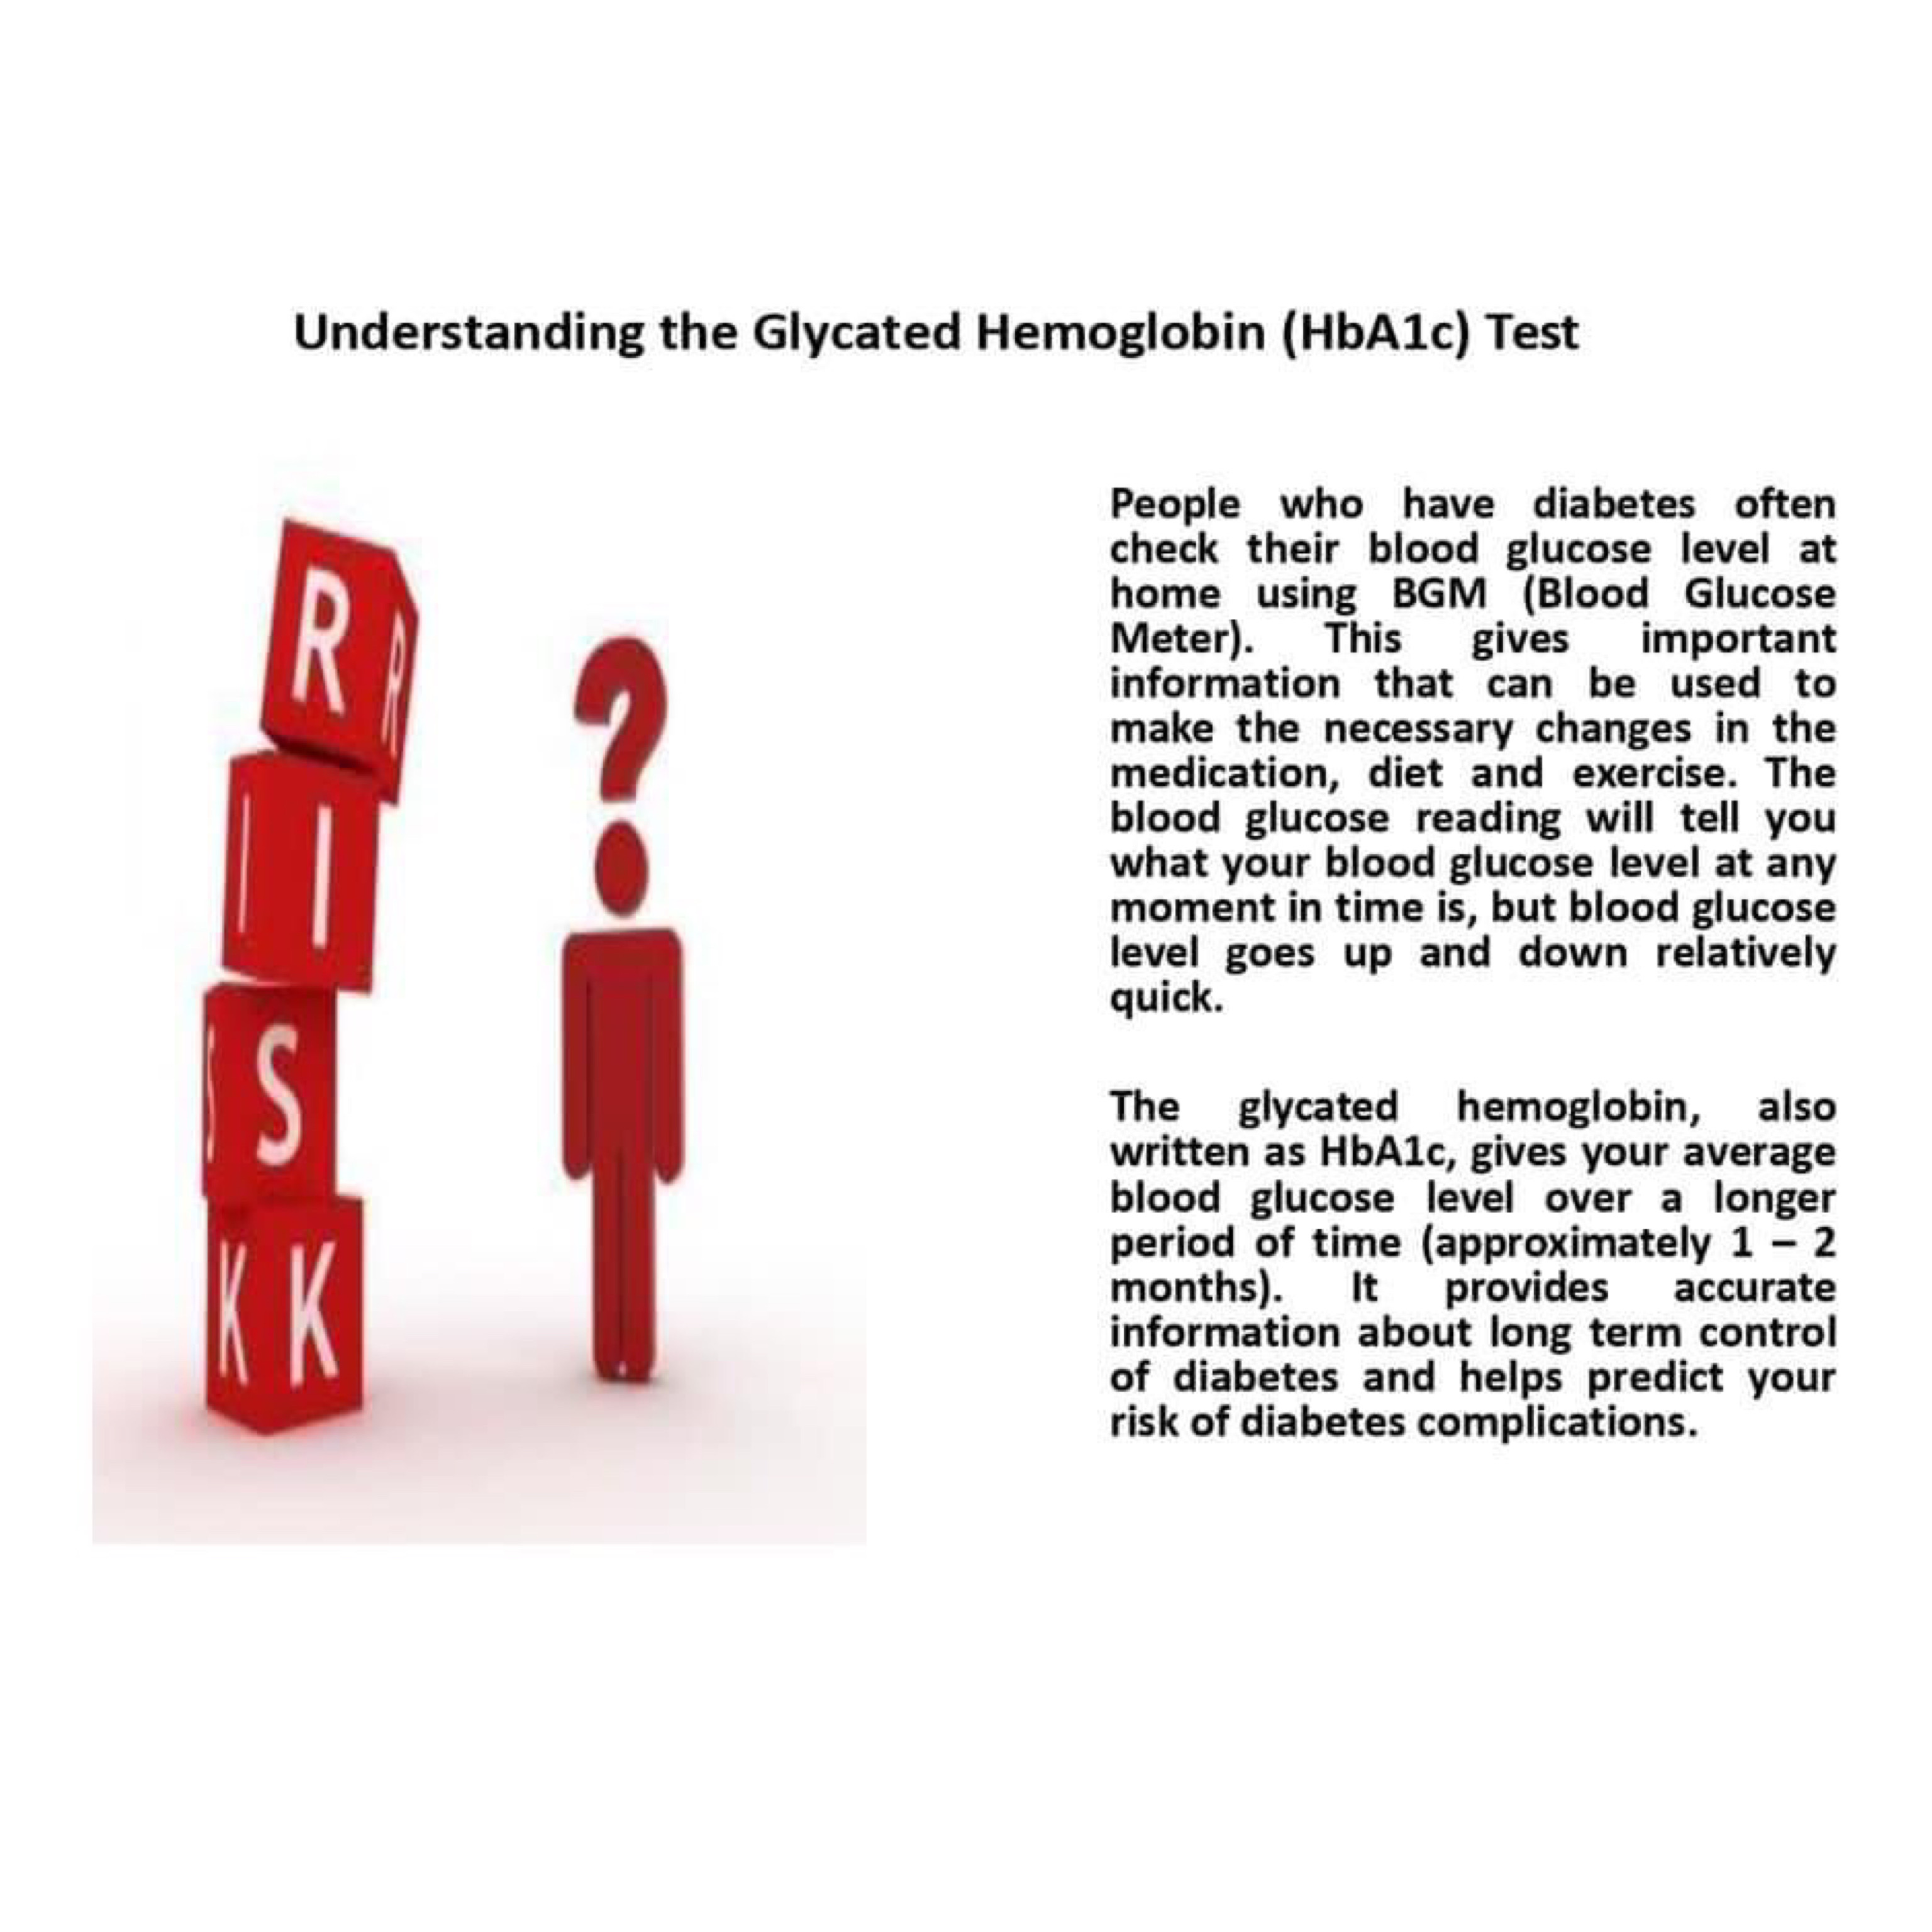 Understanding the Glycated Hemoglobin (HbA1c) Test
R R
I I
S S
K K
?
People who have diabetes often
check their blood glucose level at
home using BGM (Blood Glucose
Meter). This gives important
information that can be used to
make the necessary changes in the
medication, diet and exercise. The
blood glucose reading will tell you
what your blood glucose level at any
moment in time is, but blood glucose
level goes up and down relatively
quick.
The glycated hemoglobin, also
written as HbA1c, gives your average
blood glucose level over a longer
period of time (approximately 1 – 2
months). It provides accurate
information about long term control
of diabetes and helps predict your
risk of diabetes complications.